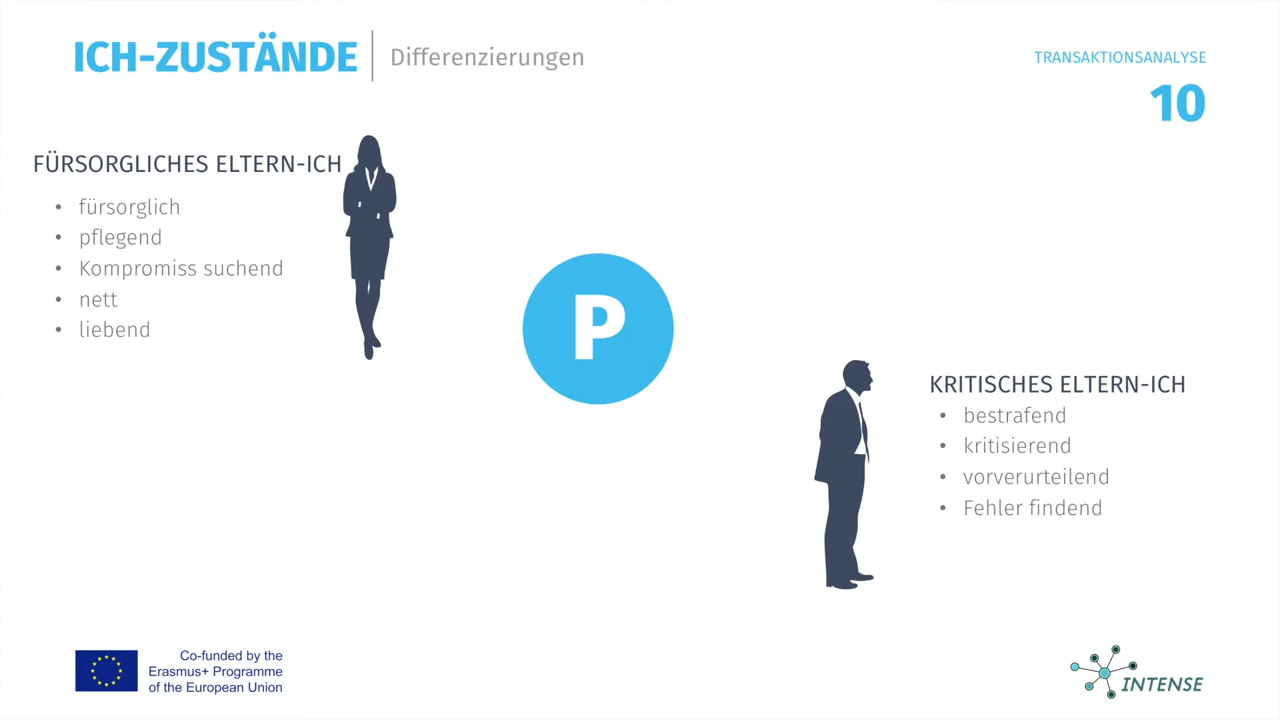 ICH-ZUSTÄNDE
Differenzierungen
TRANSAKTIONSANALYSE
10
FÜRSORGLICHES ELTERN-ICH
• fürsorglich
• pflegend
• Kompromiss suchend
• nett
• liebend
P
KRITISCHES ELTERN-ICH
• bestrafend
• kritisierend
• vorverurteilend
• Fehler findend
Co-funded by the
Erasmus+ Programme
of the European Union
INTENSE